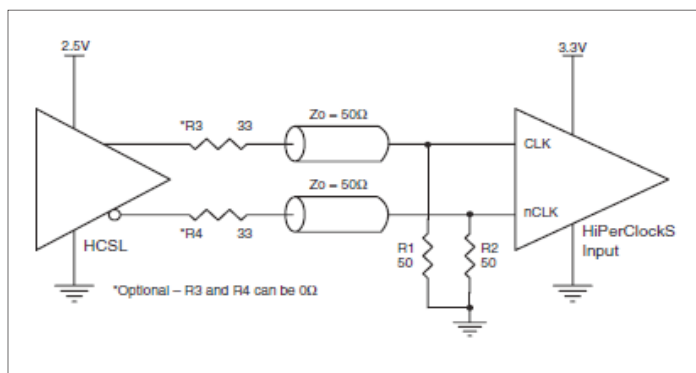 2.5V
3.3V
*R3 33
Zo = 50Ω
CLK
Zo = 50Ω
*R4 33
nCLK
HCSL
HiPerClockS
Input
R1
50
R2
50
*Optional – R3 and R4 can be 0Ω